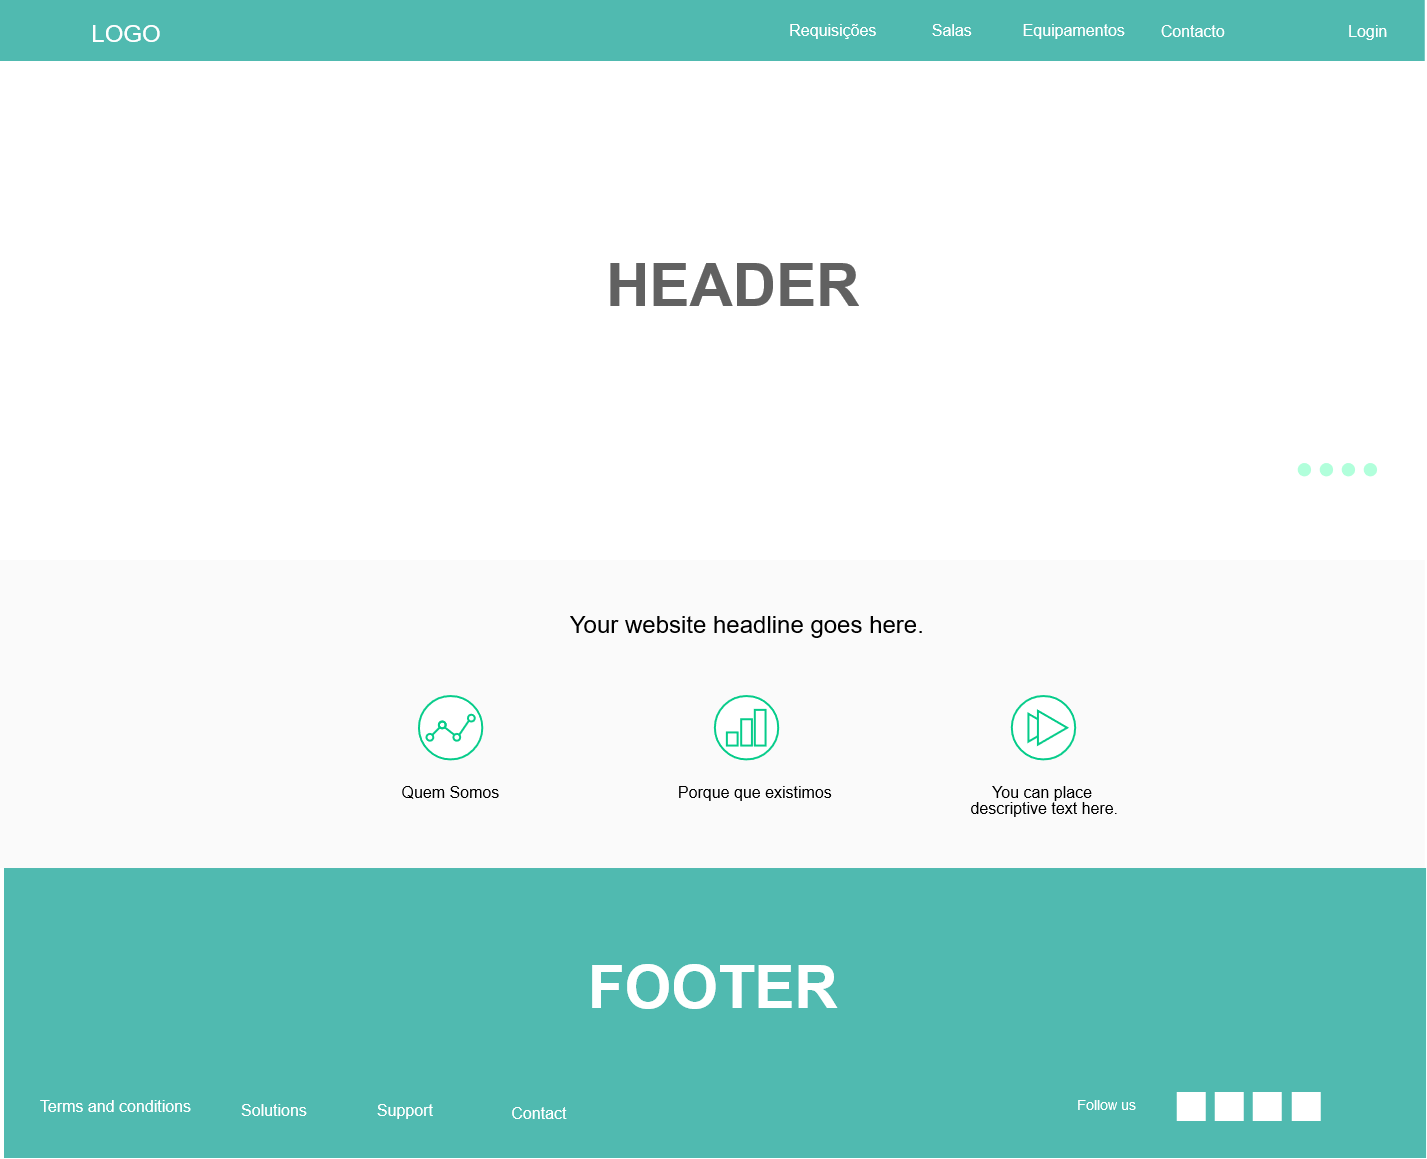 LOGO
Requisições
Salas
Equipamentos
Contacto
Login
HEADER
Your website headline goes here.
Quem Somos
Porque que existimos
You can place
descriptive text here.
FOOTER
Terms and conditions
Solutions
Support
Contact
Follow us